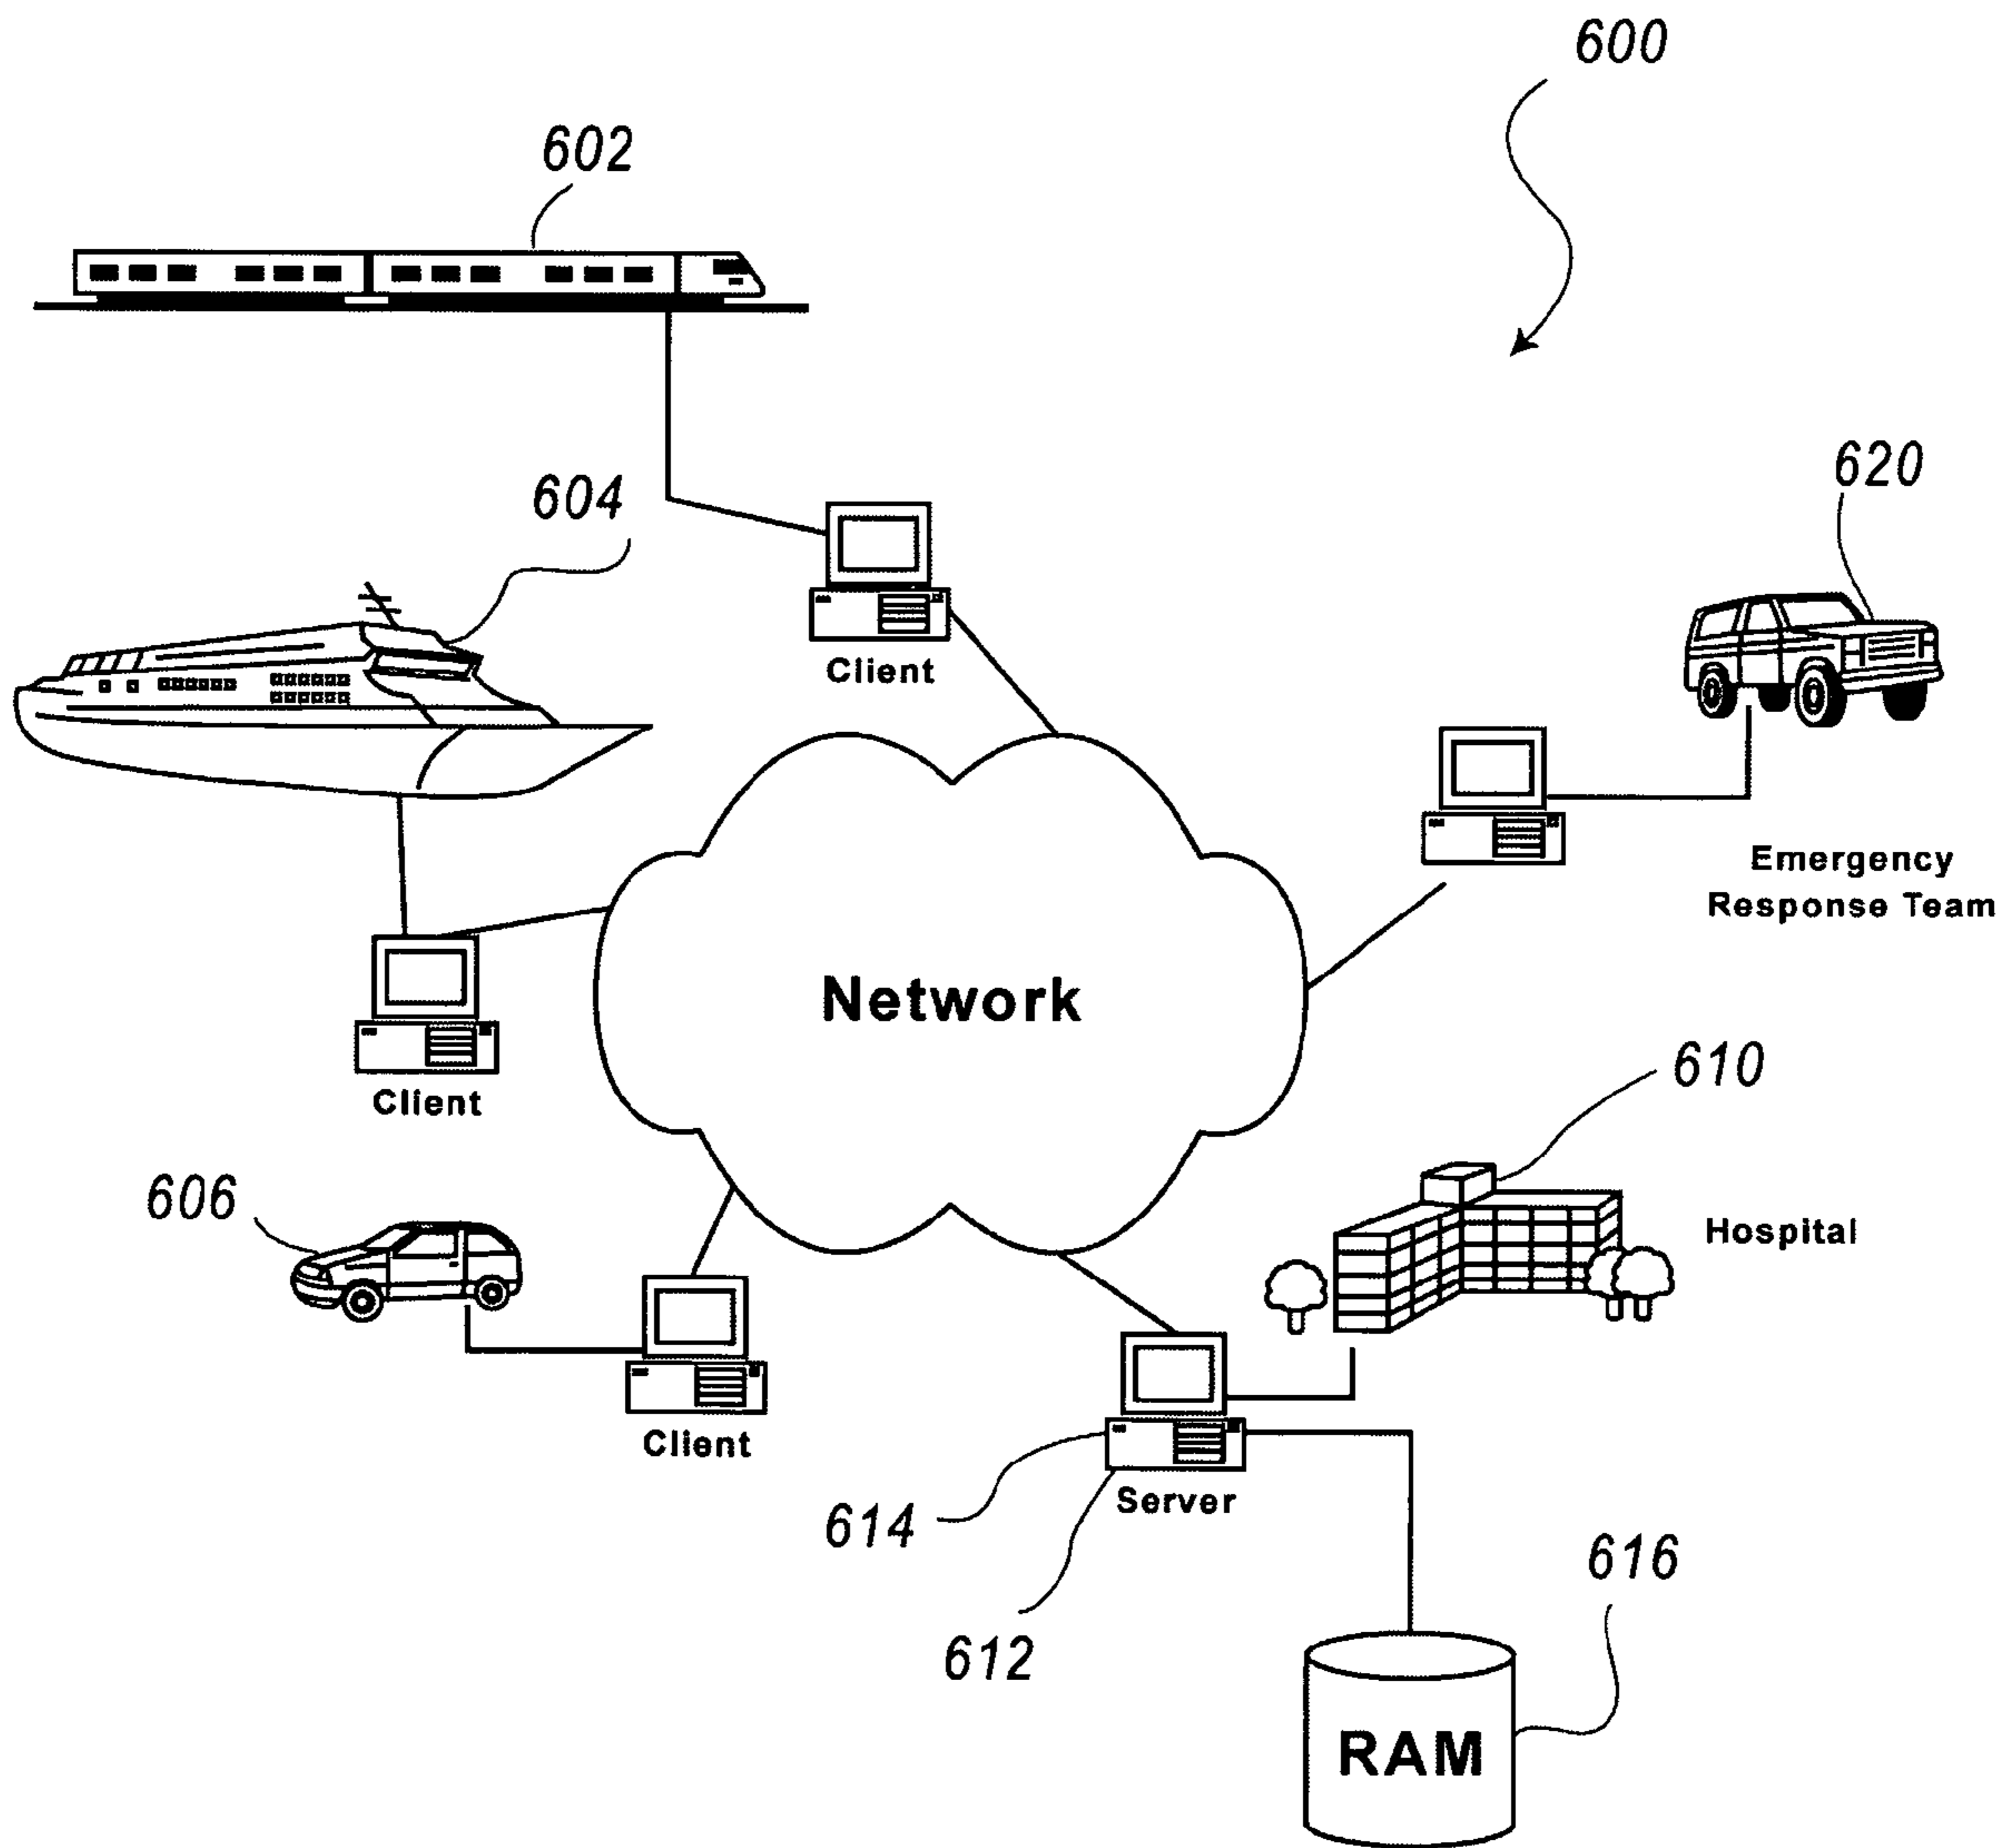 600
602
604
620
Client
Emergency
Response Team
Network
Client
610
606
Hospital
Client
Server
614
612
616
RAM